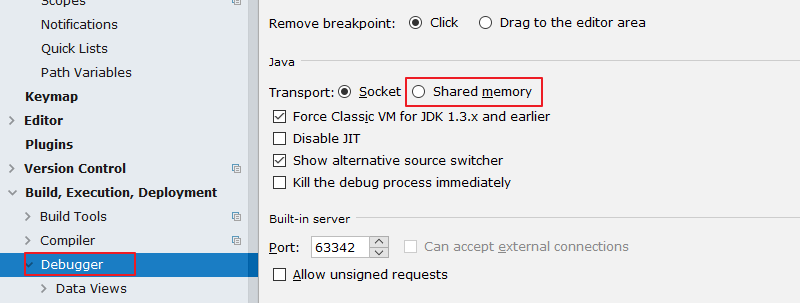 Scopes
Notifications
Quick Lists
Path Variables
Keymap
Editor
Plugins
Version Control
Build, Execution, Deployment
Build Tools
Compiler
Debugger
Data Views
Remove breakpoint: Click Drag to the editor area
Java
Transport: Socket Shared memory
Force Classic VM for JDK 1.3.x and earlier
Disable JIT
Show alternative source switcher
Kill the debug process immediately
Built-in server
Port: 63342 Can accept external connections
Allow unsigned requests